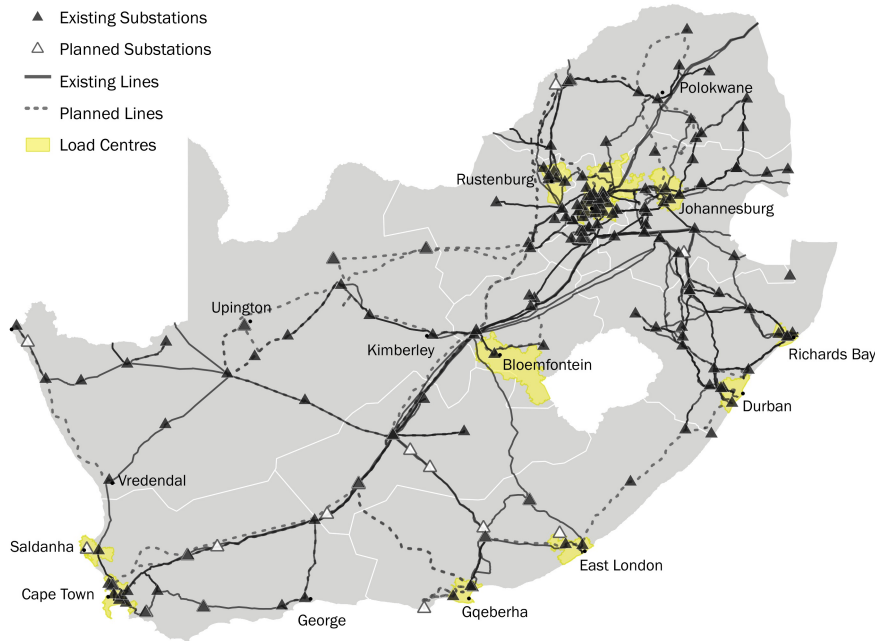 Existing Substations
Planned Substations
Existing Lines
Planned Lines
Load Centres
Polokwane
Rustenburg
Johannesburg
Upington
Kimberley
Bloemfontein
Richards Bay
Durban
Vredendal
Saldanha
East London
Cape Town
George
Gqeberha